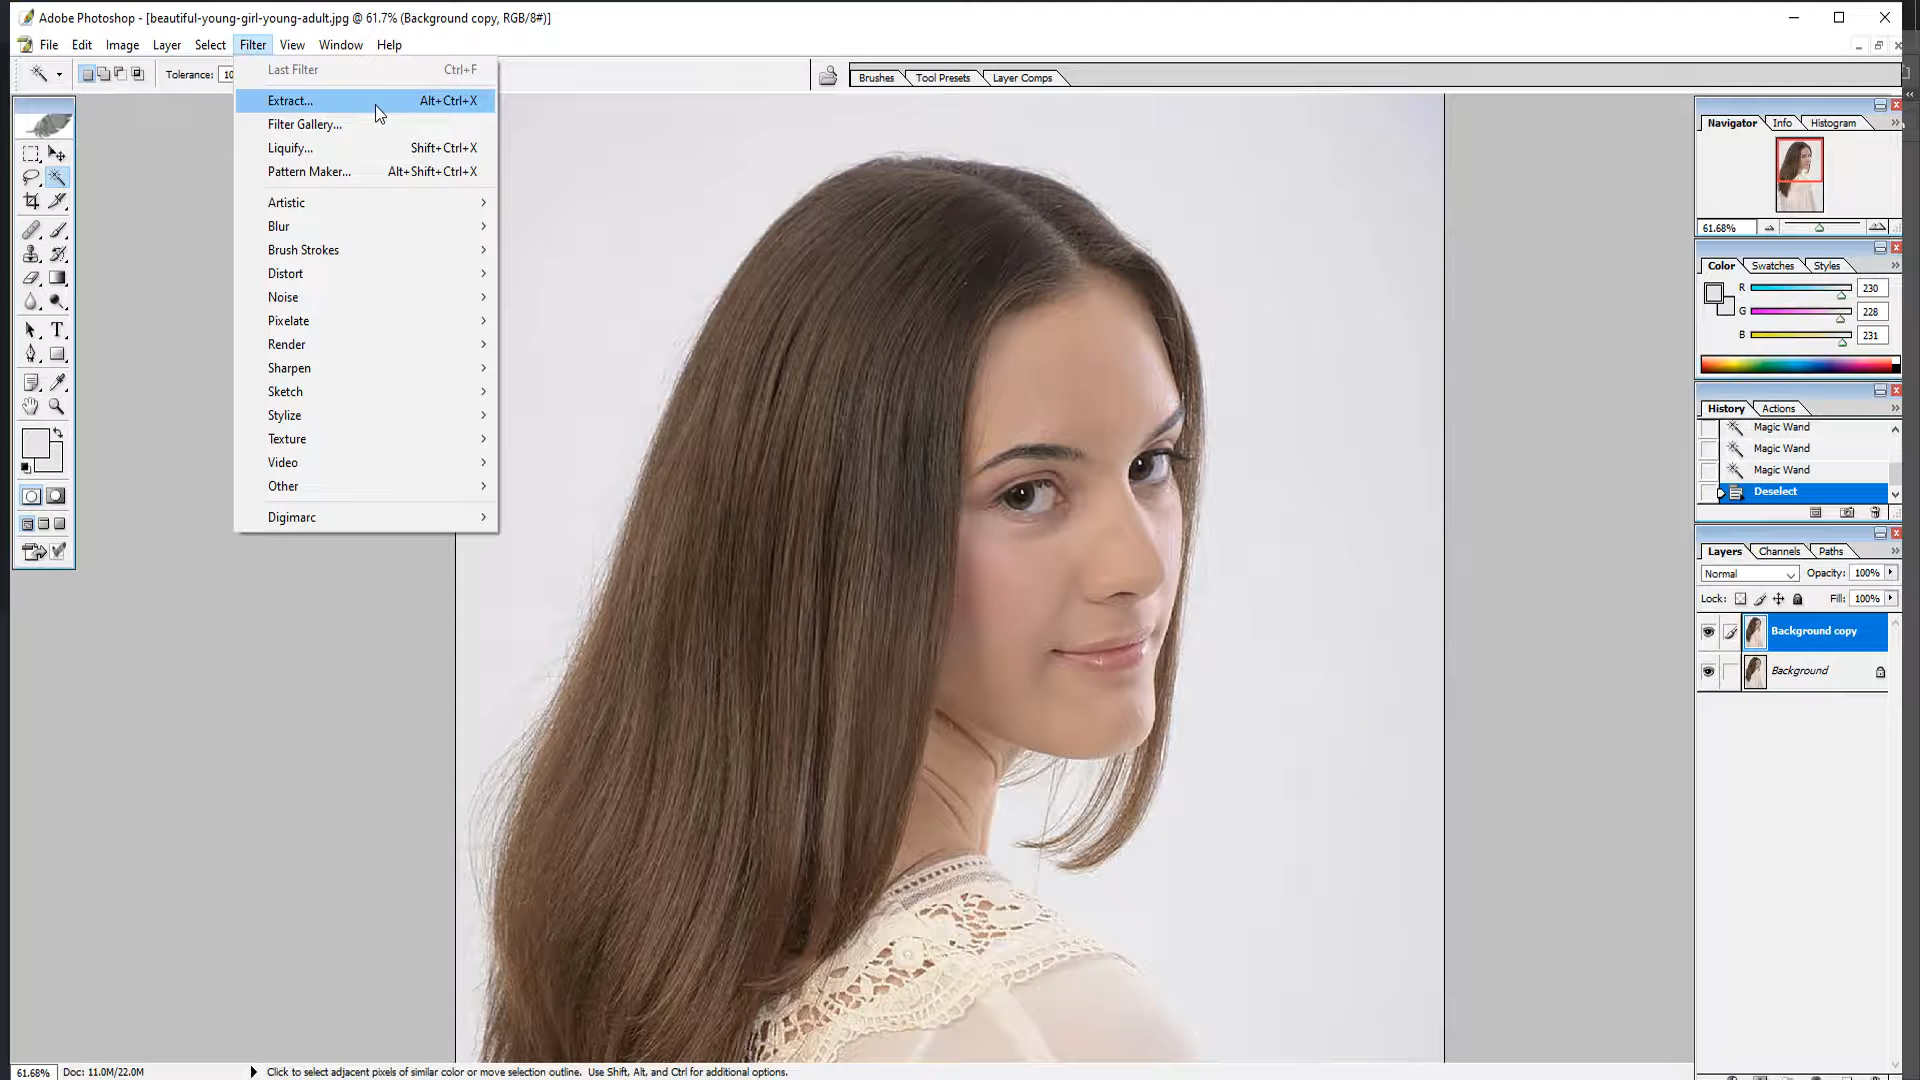 Adobe Photoshop - [beautiful-young-girl-young-adult.jpg @ 61.7% (Background copy, RGB/8#)]
File Edit Image Layer Select Filter View Window Help
Tolerance: 10
Brushes Tool Presets Layer Comps
Last Filter Ctrl+F
Extract... Alt+Ctrl+X
Filter Gallery...
Liquify... Shift+Ctrl+X
Pattern Maker... Alt+Shift+Ctrl+X
Artistic
Blur
Brush Strokes
Distort
Noise
Pixelate
Render
Sharpen
Sketch
Stylize
Texture
Video
Other
Digimarc
Navigator Info Histogram
61.68%
Color Swatches Styles
R 230
G 228
B 231
History Actions
Magic Wand
Magic Wand
Magic Wand
Deselect
Layers Channels Paths
Normal Opacity: 100%
Lock: Fill: 100%
Background copy
Background
61.68% Doc: 11.0M/22.0M Click to select adjacent pixels of similar color or move selection outline. Use Shift, Alt, and Ctrl for additional options.